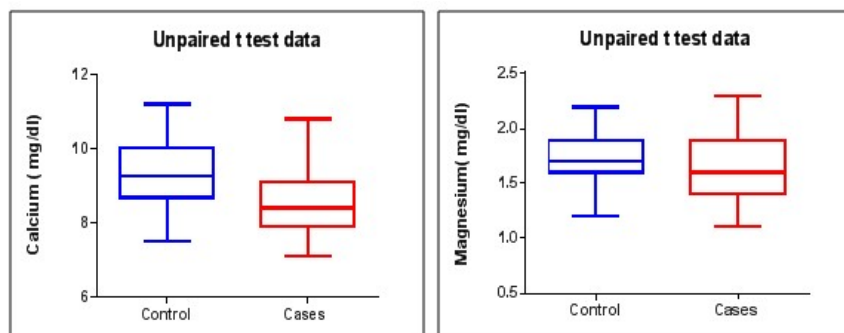 Unpaired t test data
Calcium ( mg/dl)
12
10
8
6
Control
Cases
Unpaired t test data
Magnesium( mg/dl)
2.5
2.0
1.5
1.0
0.5
Control
Cases